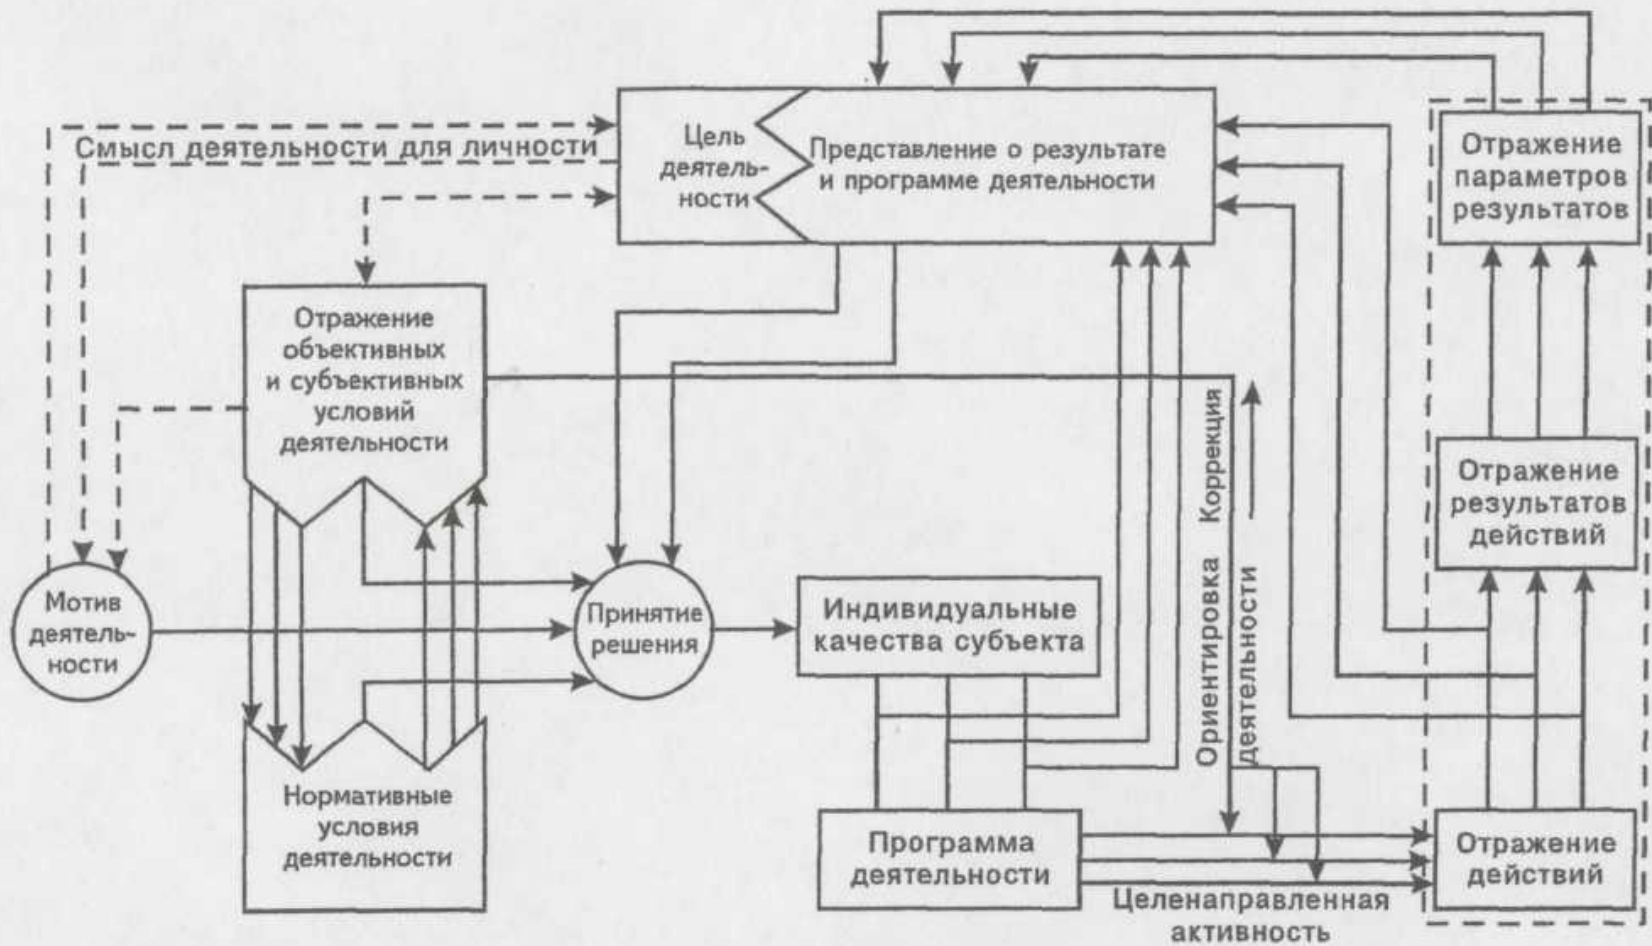 Смысл деятельности для личности
Цель
деятель-
ности
Представление о результате
и программе деятельности
Отражение
параметров
результатов
Отражение
объективных
и субъективных
условий
деятельности
Отражение
результатов
действий
Мотив
деятель-
ности
Принятие
решения
Индивидуальные
качества субъекта
Ориентировка Коррекция
деятельности
Нормативные
условия
деятельности
Программа
деятельности
Отражение
действий
Целенаправленная
активность